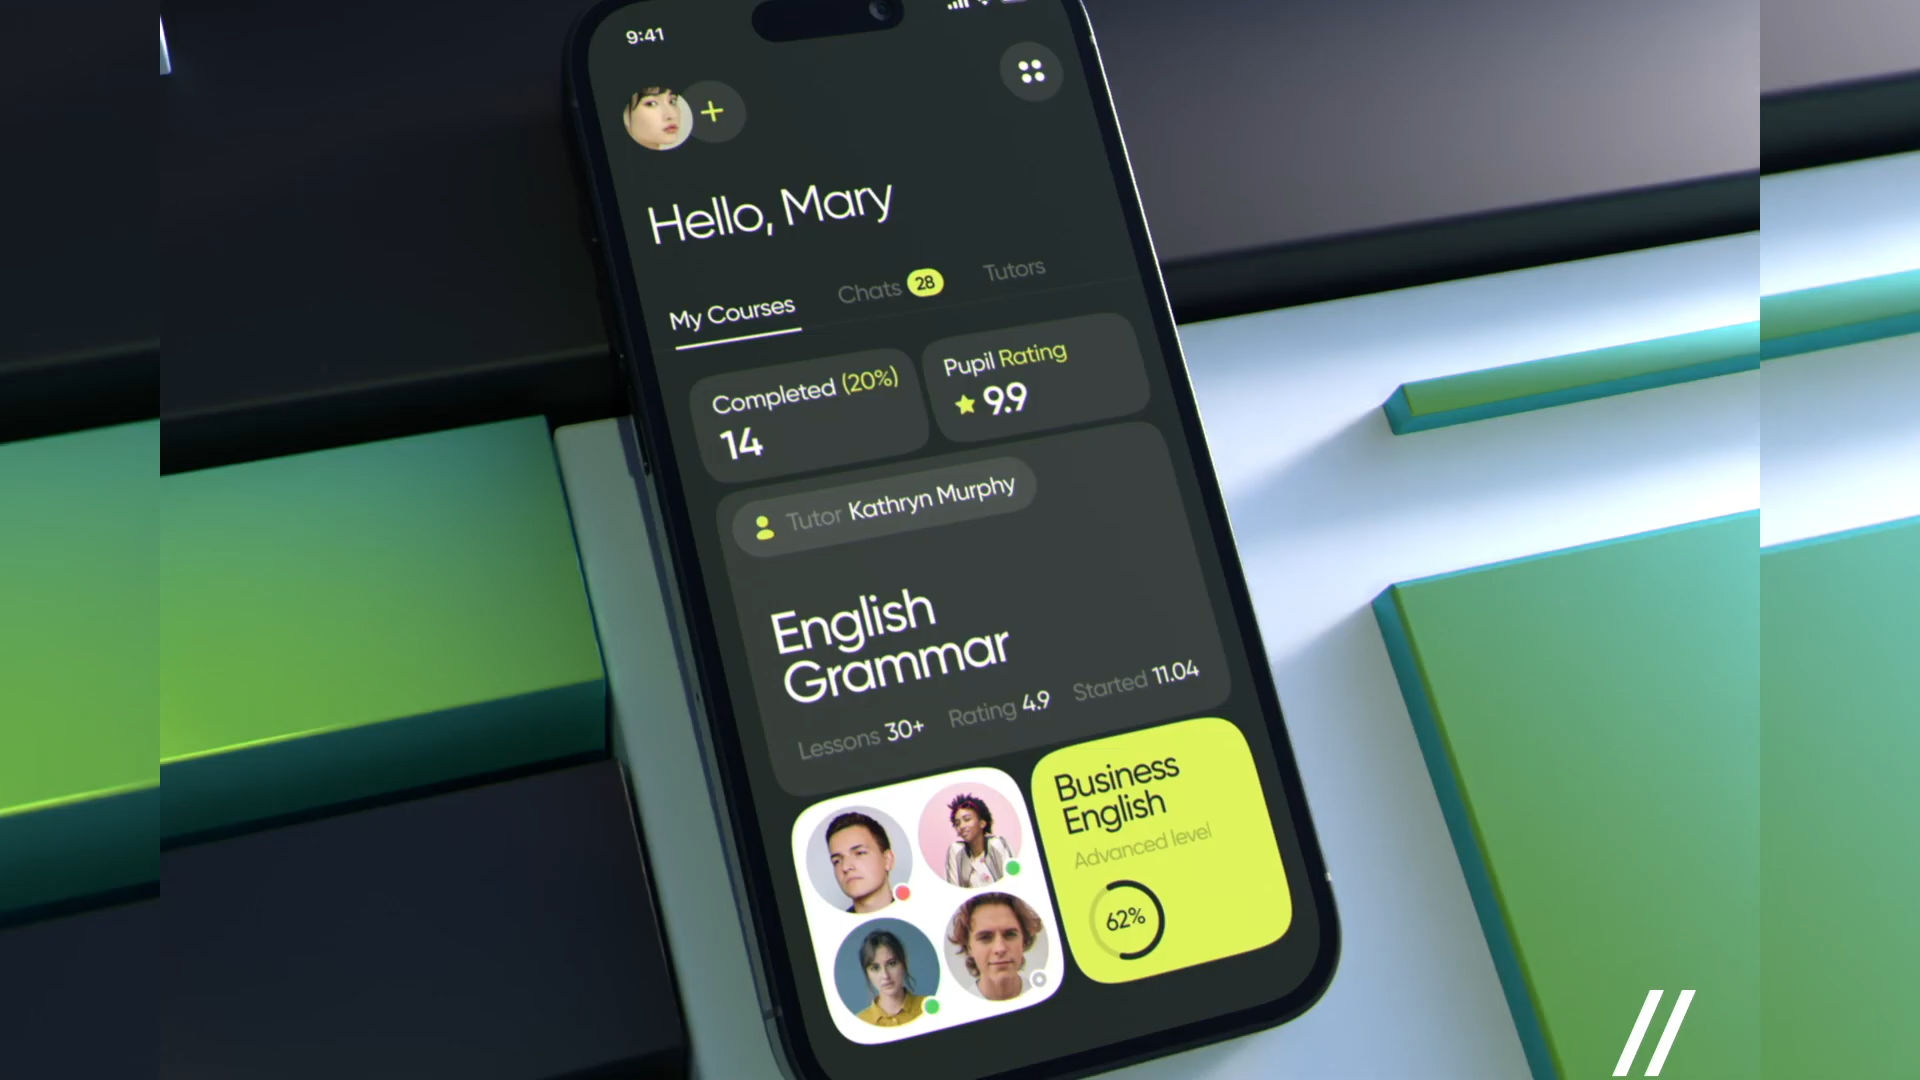 9:41
Hello, Mary
My Courses
Chats 28
Tutors
Completed (20%)
14
Pupil Rating
9.9
Tutor Kathryn Murphy
English
Grammar
Lessons 30+
Rating 4.9
Started 11.04
Business
English
Advanced level
62%